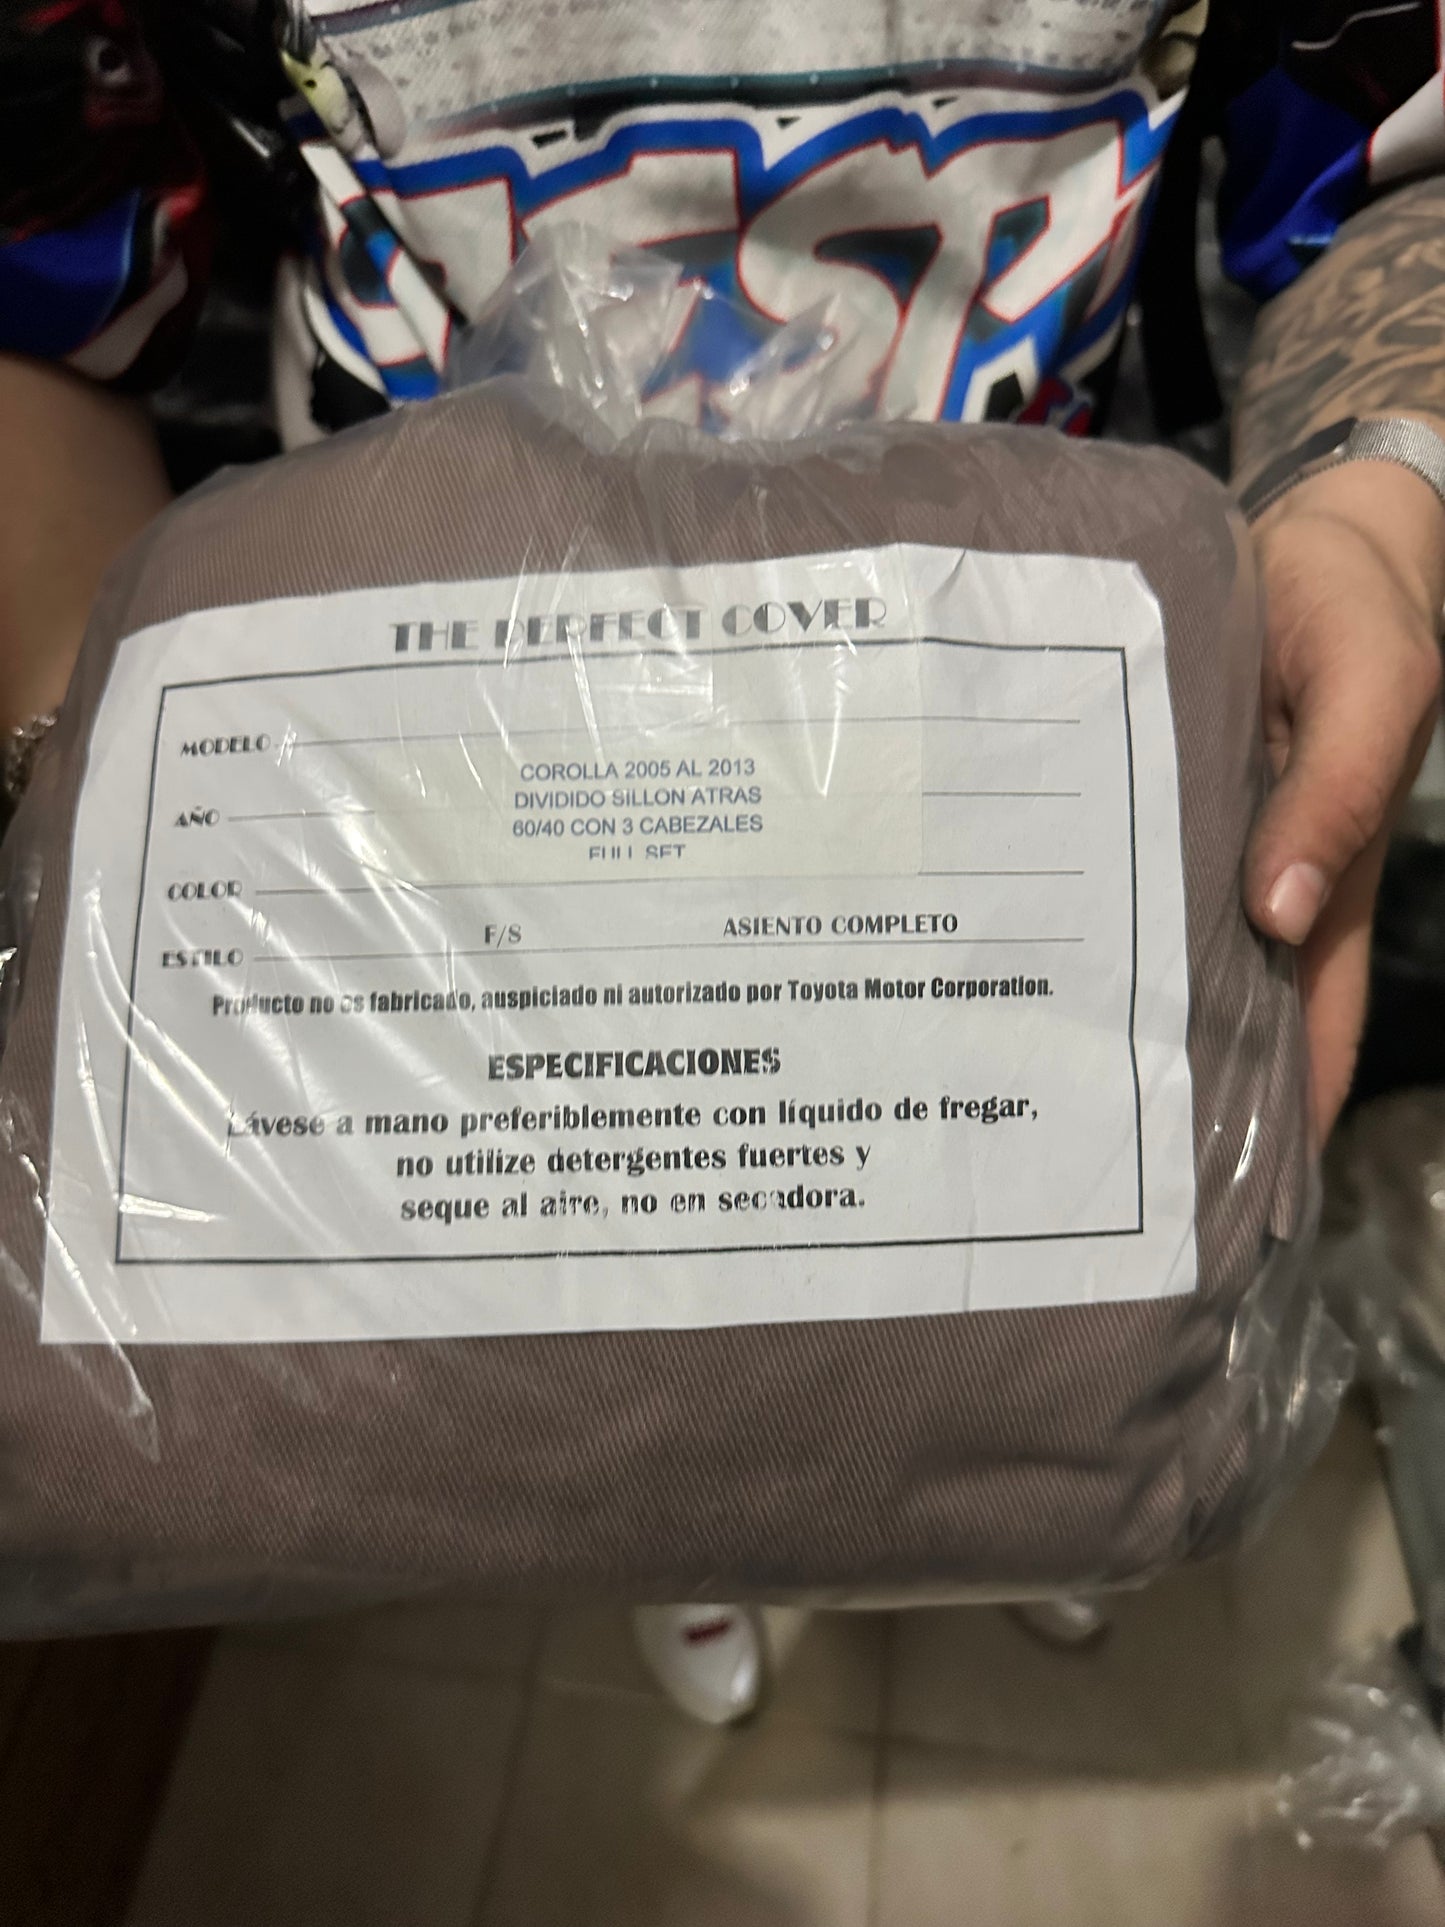 THE PERFECT COVER
MODELO
COROLLA 2005 AL 2013
DIVIDIDO SILLON ATRAS
AÑO
60/40 CON 3 CABEZALES
FULL SET
COLOR
F/S ASIENTO COMPLETO
ESTILO
Producto no es fabricado, auspiciado ni autorizado por Toyota Motor Corporation.
ESPECIFICACIONES
Lávese a mano preferiblemente con líquido de fregar,
no utilize detergentes fuertes y
seque al aire, no en secadora.